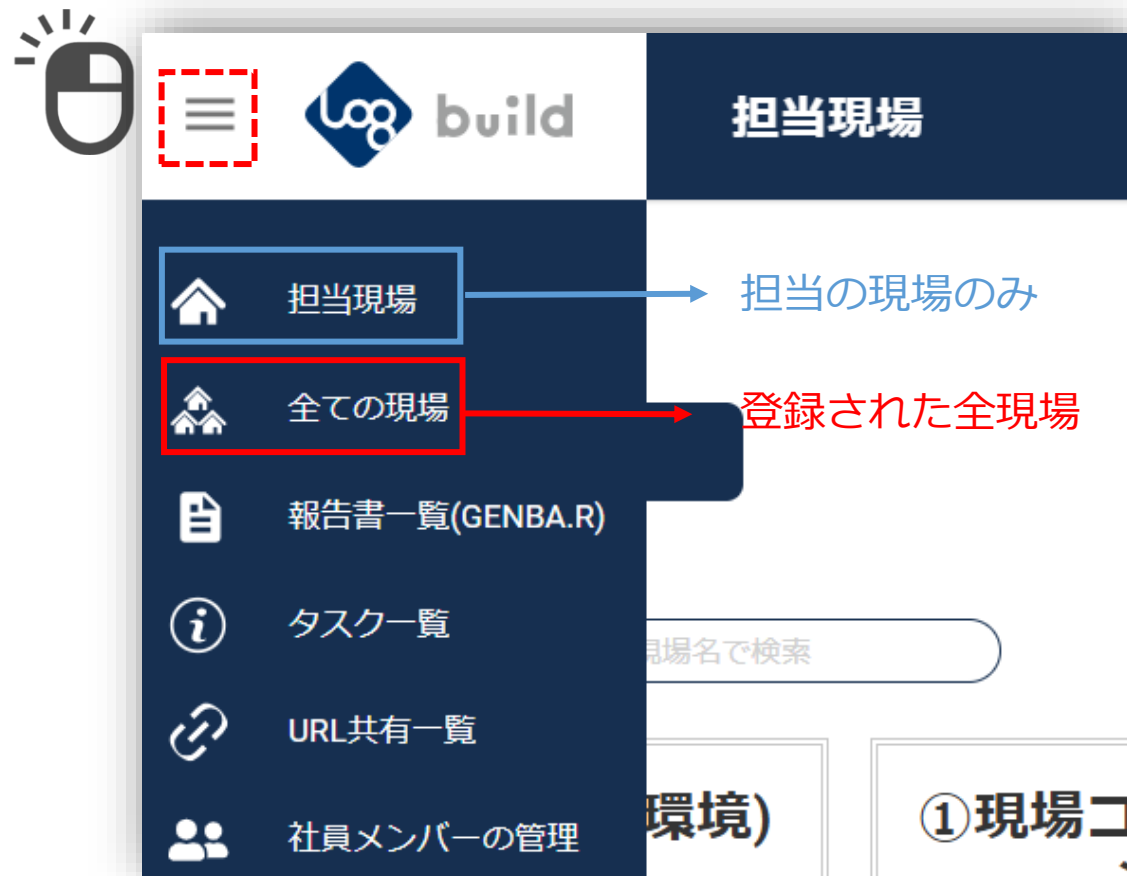 log build
担当現場
担当現場
担当の現場のみ
全ての現場
登録された全現場
報告書一覧(GENBA.R)
タスク一覧
現場名で検索
URL共有一覧
環境)
①現場コ
社員メンバーの管理